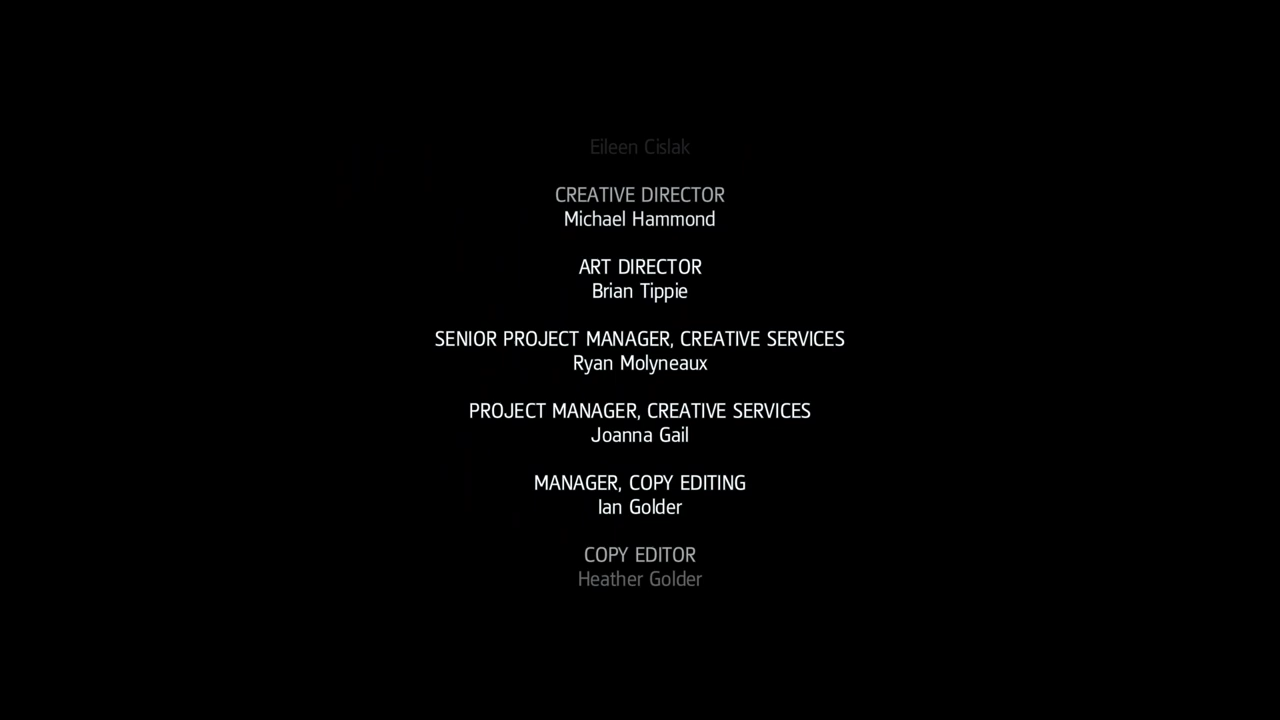 Eileen Cislak
CREATIVE DIRECTOR
Michael Hammond
ART DIRECTOR
Brian Tippie
SENIOR PROJECT MANAGER, CREATIVE SERVICES
Ryan Molyneaux
PROJECT MANAGER, CREATIVE SERVICES
Joanna Gail
MANAGER, COPY EDITING
Ian Golder
COPY EDITOR
Heather Golder